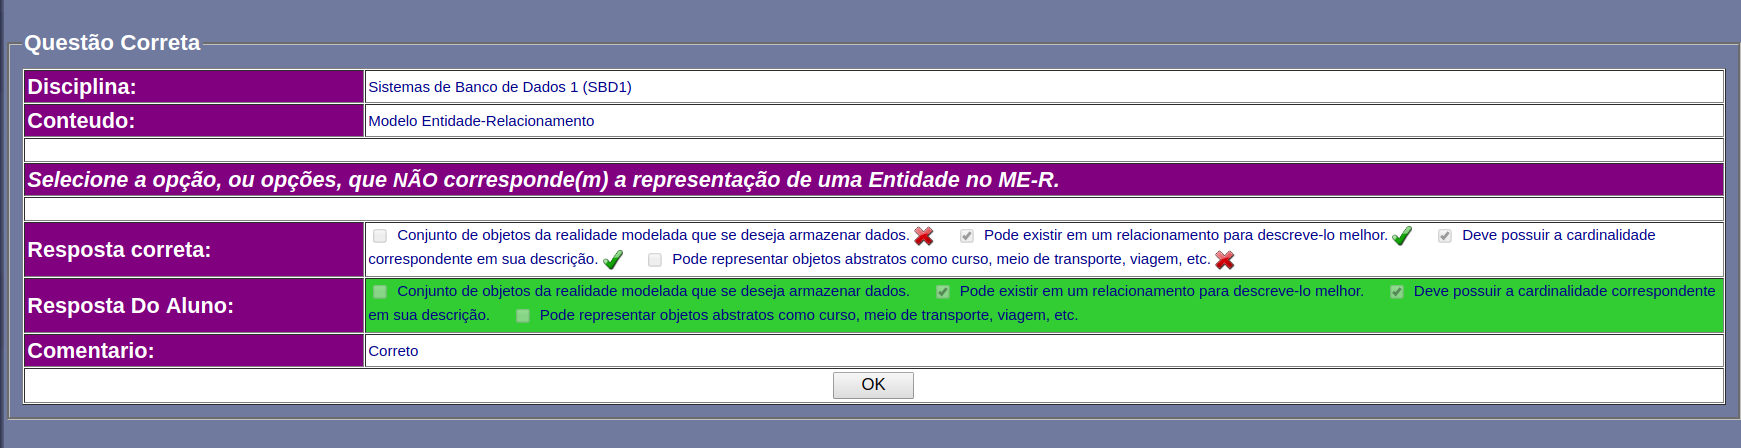 Questão Correta
Disciplina: Sistemas de Banco de Dados 1 (SBD1)
Conteudo: Modelo Entidade-Relacionamento
Selecione a opção, ou opções, que NÃO corresponde(m) a representação de uma Entidade no ME-R.
Resposta correta:
Conjunto de objetos da realidade modelada que se deseja armazenar dados. Pode existir em um relacionamento para descreve-lo melhor. Deve possuir a cardinalidade
correspondente em sua descrição. Pode representar objetos abstratos como curso, meio de transporte, viagem, etc.
Resposta Do Aluno:
Conjunto de objetos da realidade modelada que se deseja armazenar dados. Pode existir em um relacionamento para descreve-lo melhor. Deve possuir a cardinalidade correspondente
em sua descrição. Pode representar objetos abstratos como curso, meio de transporte, viagem, etc.
Comentario: Correto
OK